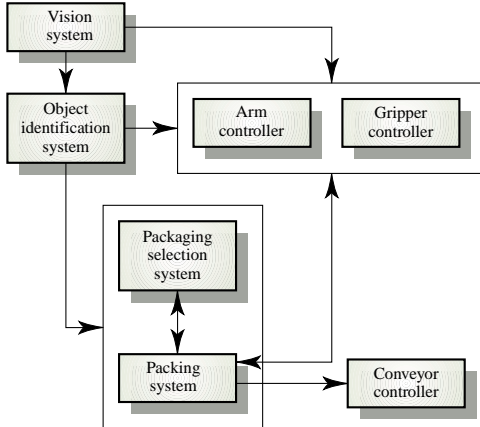 Vision
system
Object
identification
system
Arm
controller
Gripper
controller
Packaging
selection
system
Packing
system
Conveyor
controller